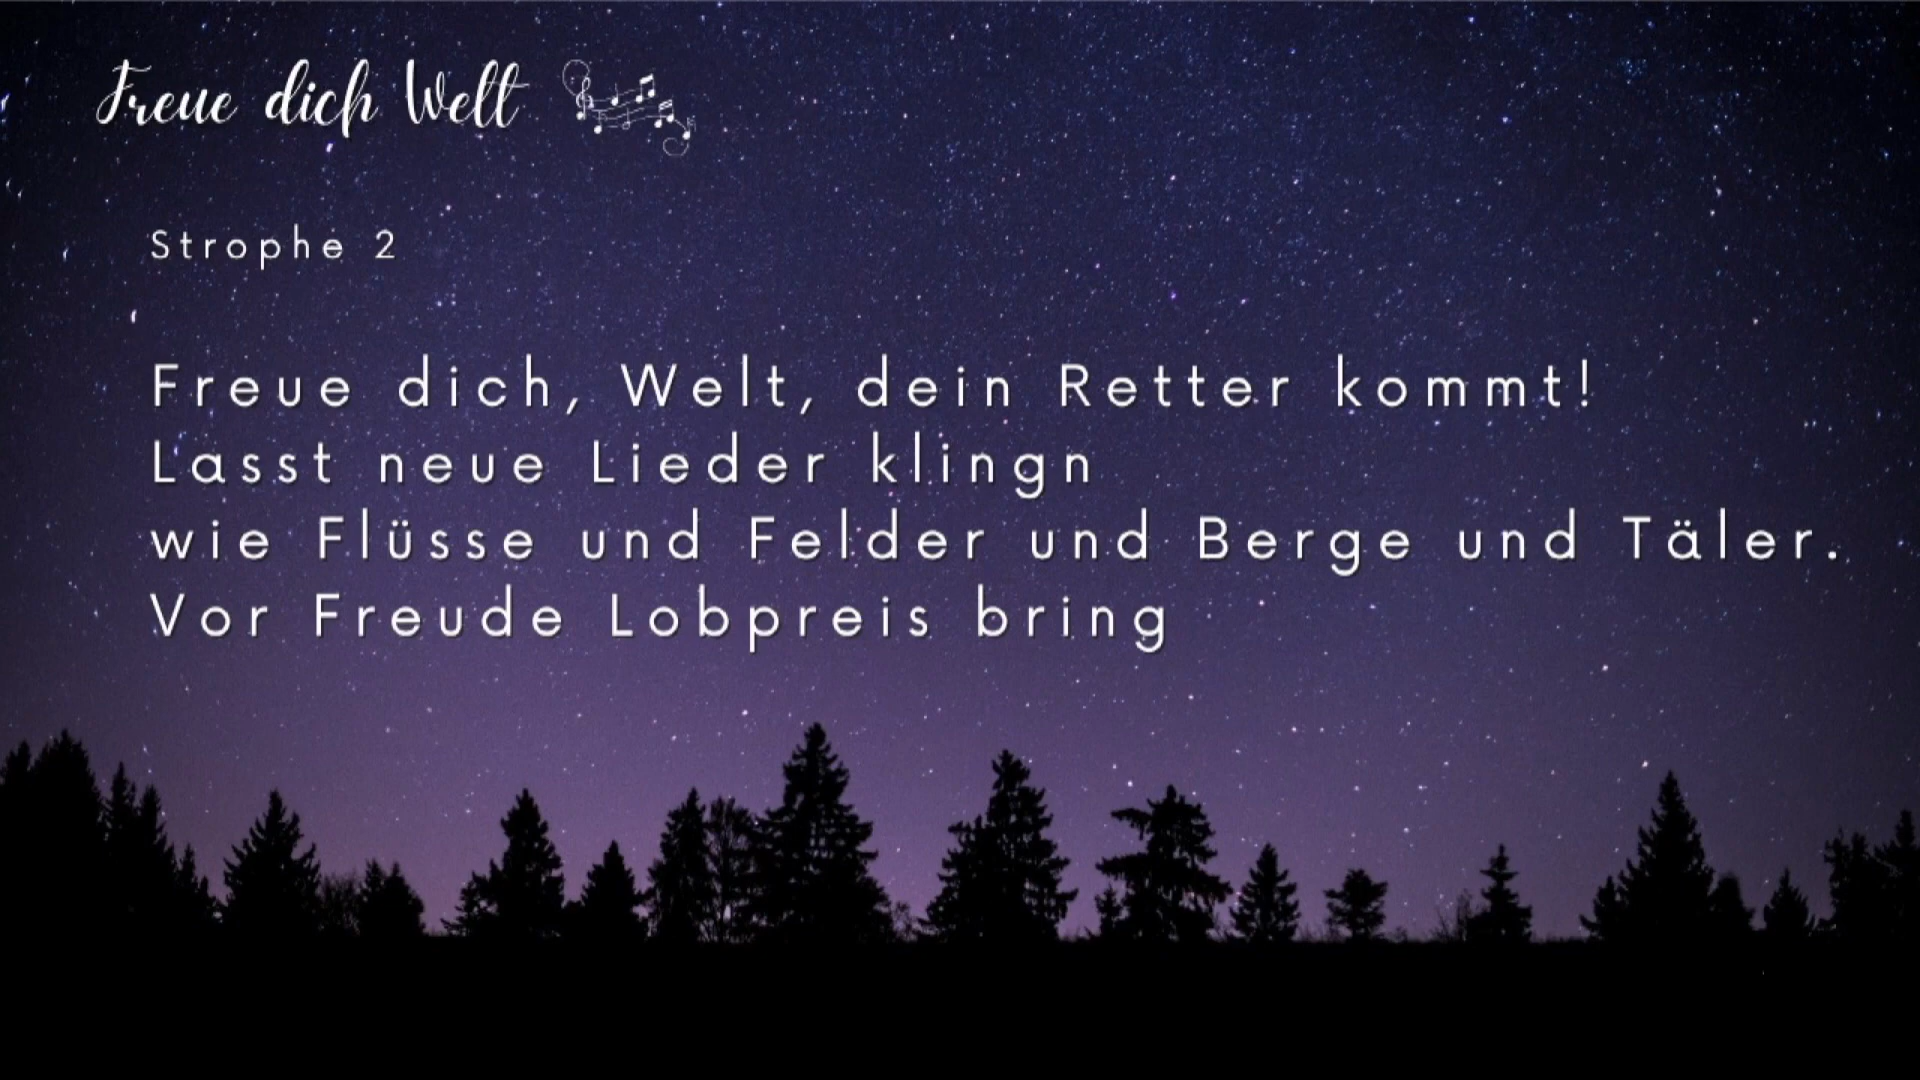 Freue dich Welt
Strophe 2
Freue dich, Welt, dein Retter kommt!
Lasst neue Lieder klingn
wie Flüsse und Felder und Berge und Täler.
Vor Freude Lobpreis bring